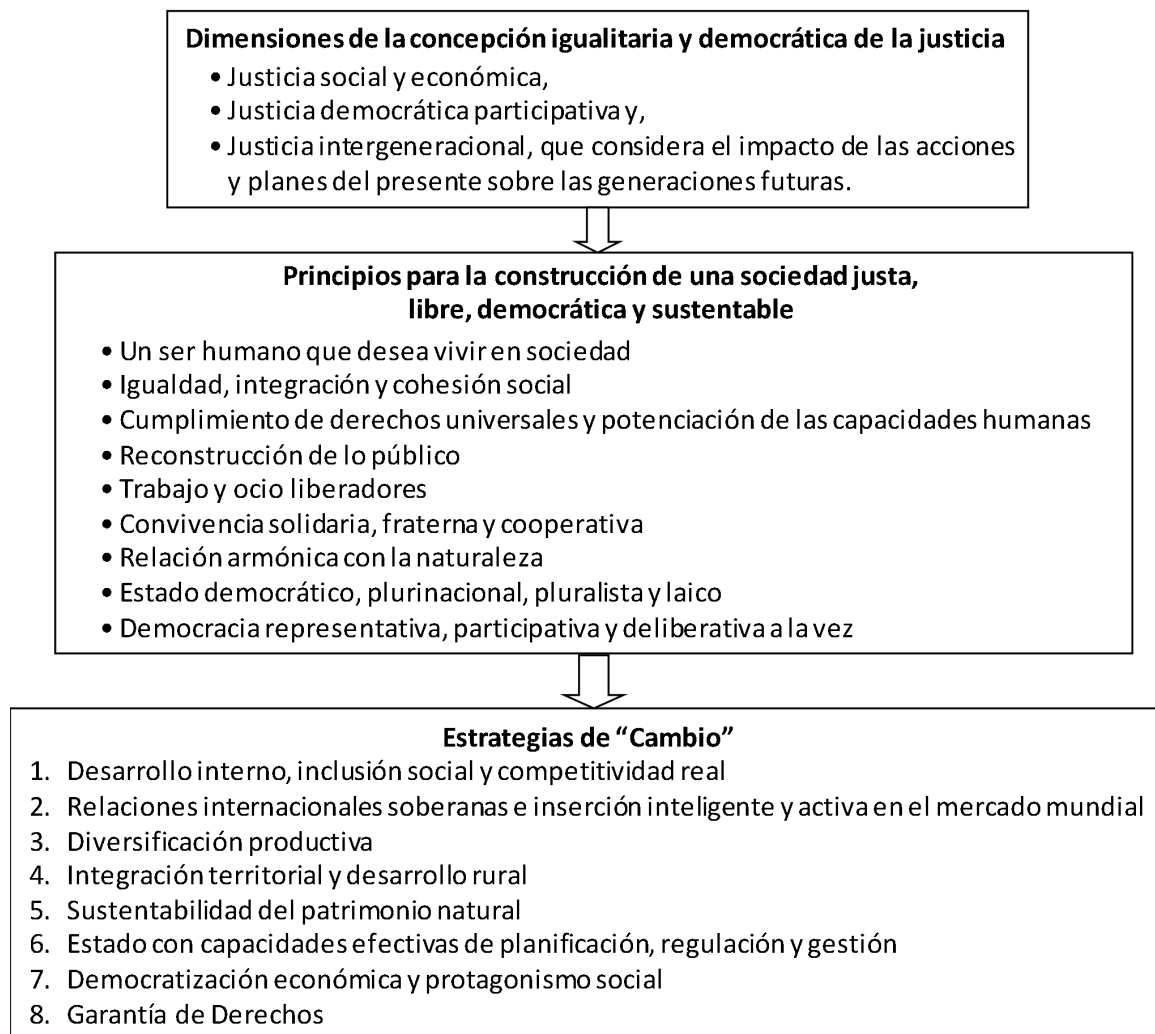 Dimensiones de la concepción igualitaria y democrática de la justicia
• Justicia social y económica,
• Justicia democrática participativa y,
• Justicia intergeneracional, que considera el impacto de las acciones
y planes del presente sobre las generaciones futuras.
Principios para la construcción de una sociedad justa,
libre, democrática y sustentable
• Un ser humano que desea vivir en sociedad
• Igualdad, integración y cohesión social
• Cumplimiento de derechos universales y potenciación de las capacidades humanas
• Reconstrucción de lo público
• Trabajo y ocio liberadores
• Convivencia solidaria, fraterna y cooperativa
• Relación armónica con la naturaleza
• Estado democrático, plurinacional, pluralista y laico
• Democracia representativa, participativa y deliberativa a la vez
Estrategias de “Cambio”
1. Desarrollo interno, inclusión social y competitividad real
2. Relaciones internacionales soberanas e inserción inteligente y activa en el mercado mundial
3. Diversificación productiva
4. Integración territorial y desarrollo rural
5. Sustentabilidad del patrimonio natural
6. Estado con capacidades efectivas de planificación, regulación y gestión
7. Democratización económica y protagonismo social
8. Garantía de Derechos